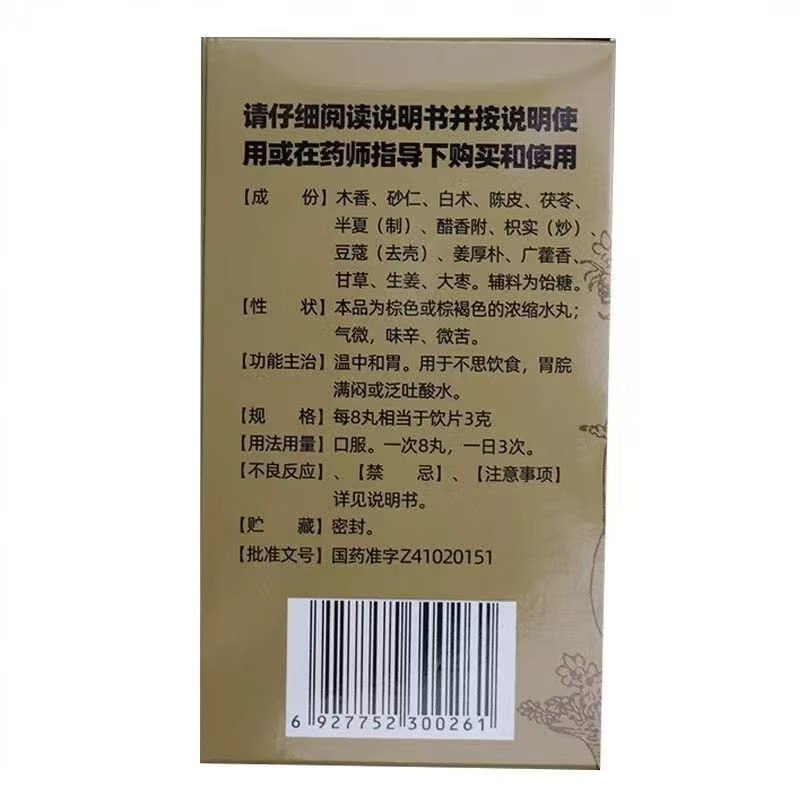 请仔细阅读说明书并按说明使
用或在药师指导下购买和使用
【成　份】木香、砂仁、白术、陈皮、茯苓、
半夏（制）、醋香附、枳实（炒）、
豆蔻（去壳）、姜厚朴、广藿香、
甘草、生姜、大枣。辅料为饴糖。
【性　状】本品为棕色或棕褐色的浓缩水丸；
气微，味辛、微苦。
【功能主治】温中和胃。用于不思饮食，胃脘
满闷或泛吐酸水。
【规　格】每8丸相当于饮片3克
【用法用量】口服。一次8丸，一日3次。
【不良反应】、【禁　忌】、【注意事项】
详见说明书。
【贮　藏】密封。
【批准文号】国药准字Z41020151
6 927752 300261